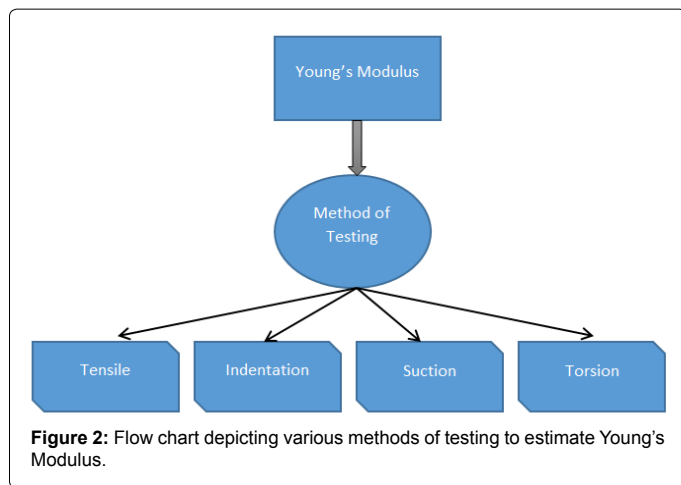 Young's Modulus
Method of
Testing
Tensile
Indentation
Suction
Torsion
Figure 2: Flow chart depicting various methods of testing to estimate Young's
Modulus.